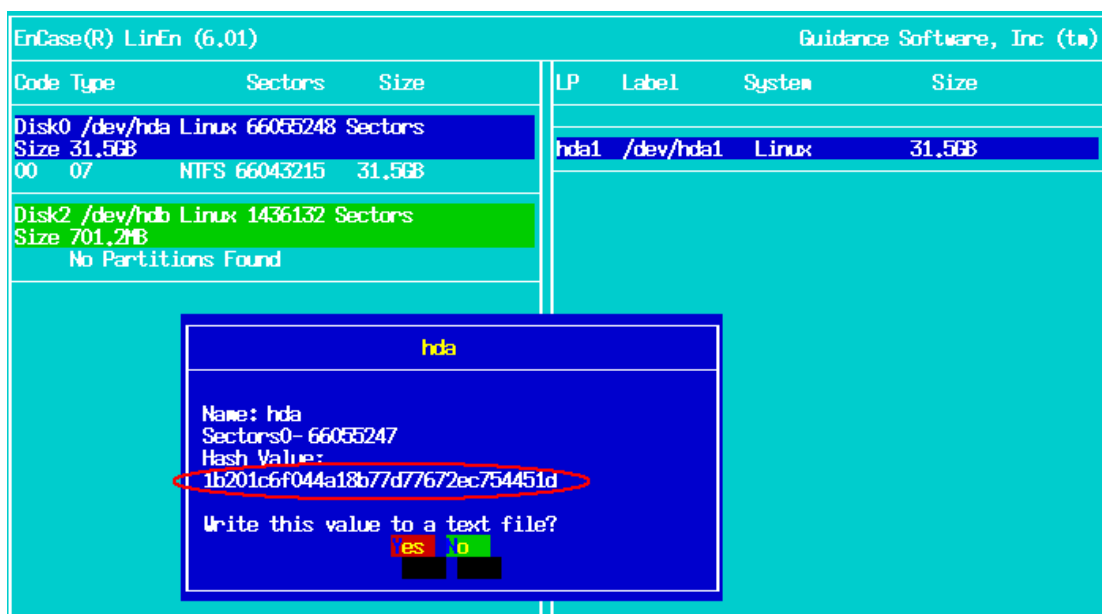 EnCase(R) LinEn (6.01) Guidance Software, Inc (tm)
Code Type Sectors Size LP Label System Size
Disk0 /dev/hda Linux 66055248 Sectors
Size 31.5GB
hda1 /dev/hda1 Linux 31.5GB
00 07 NTFS 66043215 31.5GB
Disk2 /dev/hdb Linux 1436132 Sectors
Size 701.2MB
No Partitions Found
hda
Name: hda
Sectors0-66055247
Hash Value:
1b201c6f044a18b77d77672ec754451d
Write this value to a text file?
Yes No